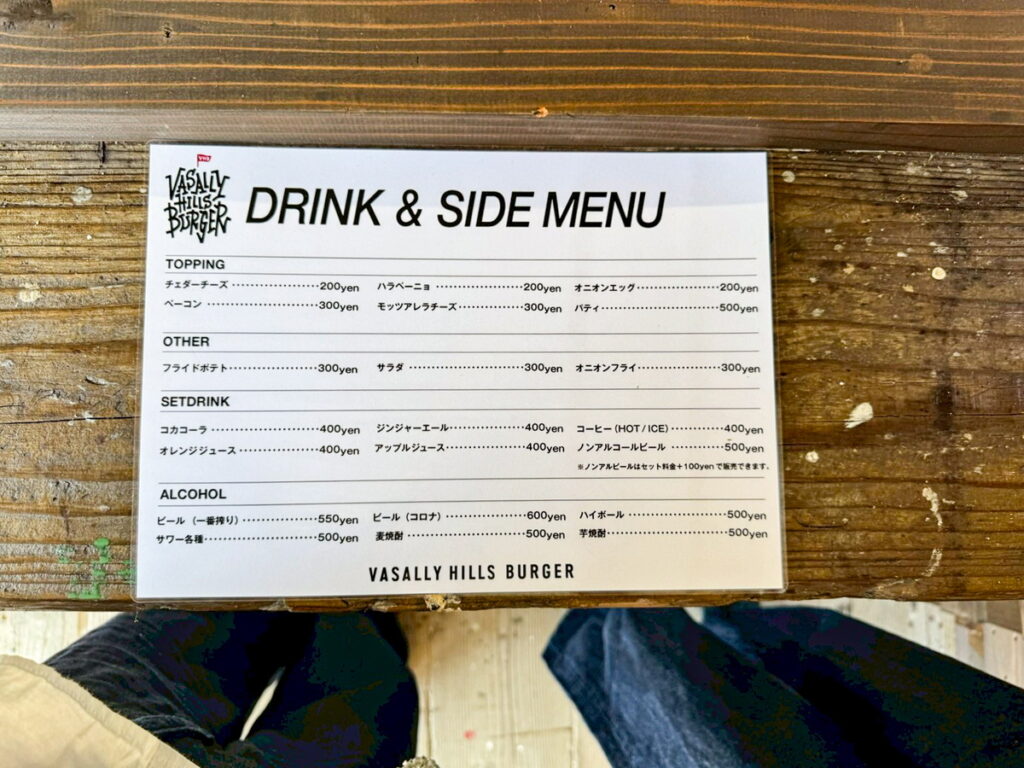 VHB
VASALLY
HILLS
BURGER
DRINK & SIDE MENU
TOPPING
チェダーチーズ 200yen ハラペーニョ 200yen オニオンエッグ 200yen
ベーコン 300yen モッツアレラチーズ 300yen パティ 500yen
OTHER
フライドポテト 300yen サラダ 300yen オニオンフライ 300yen
SETDRINK
コカコーラ 400yen ジンジャーエール 400yen コーヒー (HOT / ICE) 400yen
オレンジジュース 400yen アップルジュース 400yen ノンアルコールビール 500yen
※ノンアルビールはセット料金+100yenで販売できます。
ALCOHOL
ビール (一番搾り) 550yen ビール (コロナ) 600yen ハイボール 500yen
サワー各種 500yen 麦焼酎 500yen 芋焼酎 500yen
VASALLY HILLS BURGER